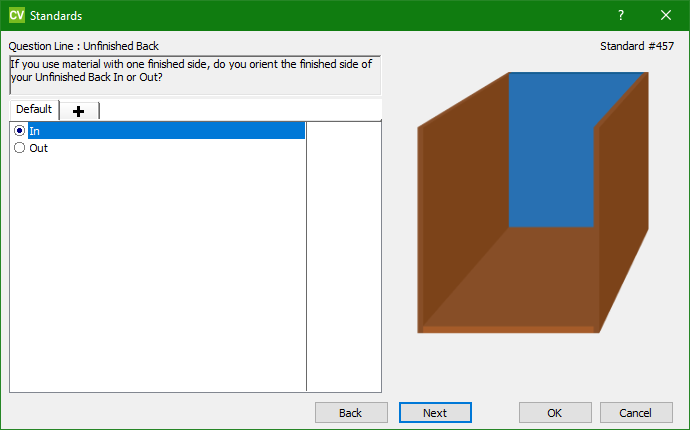 CV Standards ?
Question Line : Unfinished Back
Standard #457
If you use material with one finished side, do you orient the finished side of
your Unfinished Back In or Out?
Default
In
Out
Back Next OK Cancel